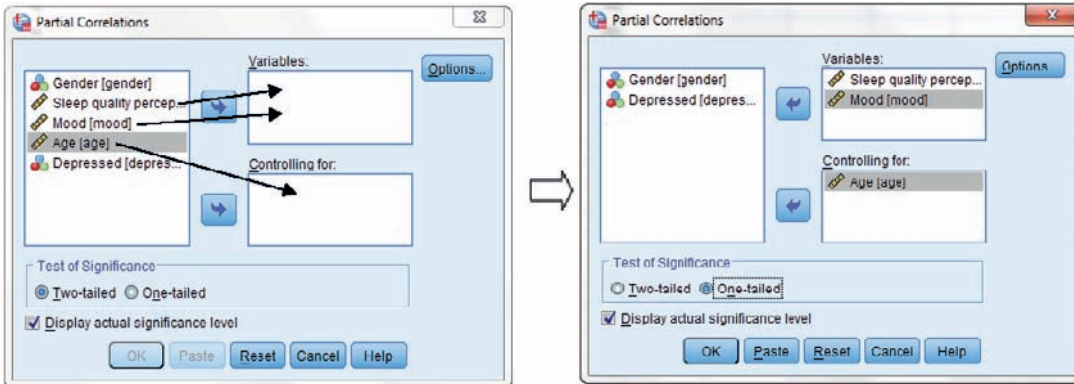 Partial Correlations
Variables:
Options...
Gender [gender]
Sleep quality percep...
Mood [mood]
Age [age]
Depressed [depres...
Controlling for:
Test of Significance
Two-tailed One-tailed
Display actual significance level
OK Paste Reset Cancel Help
Partial Correlations
Variables:
Options
Gender [gender]
Depressed [depres...
Sleep quality percep...
Mood [mood]
Controlling for:
Age [age]
Test of Significance
Two-tailed One-tailed
Display actual significance level
OK Paste Reset Cancel Help